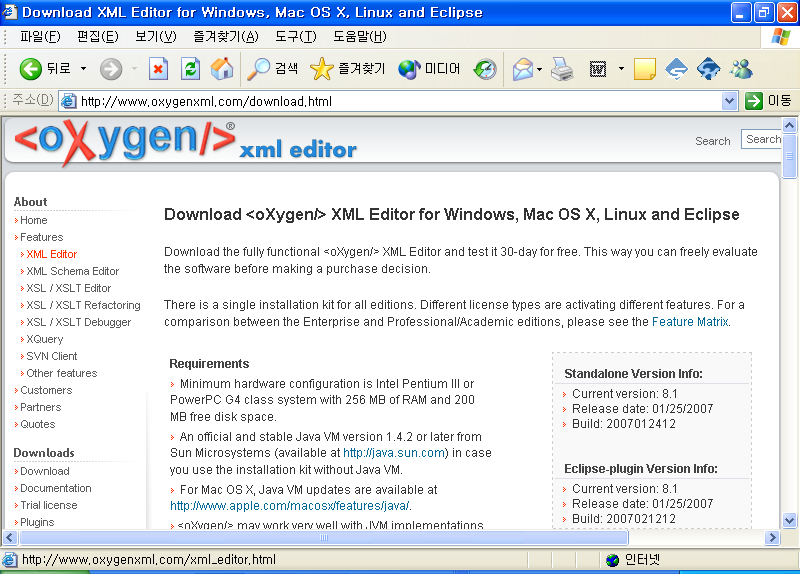 Download XML Editor for Windows, Mac OS X, Linux and Eclipse
파일(F) 편집(E) 보기(V) 즐겨찾기(A) 도구(T) 도움말(H)
뒤로 검색 즐겨찾기 미디어
주소(D) http://www.oxygenxml.com/download.html 이동
<oXygen/>® xml editor
Search Search
About
Home
Features
XML Editor
XML Schema Editor
XSL / XSLT Editor
XSL / XSLT Refactoring
XSL / XSLT Debugger
XQuery
SVN Client
Other features
Customers
Partners
Quotes
Downloads
Download
Documentation
Trial license
Plugins
Download <oXygen/> XML Editor for Windows, Mac OS X, Linux and Eclipse
Download the fully functional <oXygen/> XML Editor and test it 30-day for free. This way you can freely evaluate
the software before making a purchase decision.
There is a single installation kit for all editions. Different license types are activating different features. For a
comparison between the Enterprise and Professional/Academic editions, please see the Feature Matrix.
Requirements
Minimum hardware configuration is Intel Pentium III or
PowerPC G4 class system with 256 MB of RAM and 200
MB free disk space.
An official and stable Java VM version 1.4.2 or later from
Sun Microsystems (available at http://java.sun.com) in case
you use the installation kit without Java VM.
For Mac OS X, Java VM updates are available at
http://www.apple.com/macosx/features/java/.
<oXygen/> may work very well with JVM implementations
Standalone Version Info:
Current version: 8.1
Release date: 01/25/2007
Build: 2007012412
Eclipse-plugin Version Info:
Current version: 8.1
Release date: 01/25/2007
Build: 2007021212
http://www.oxygenxml.com/xml_editor.html 인터넷